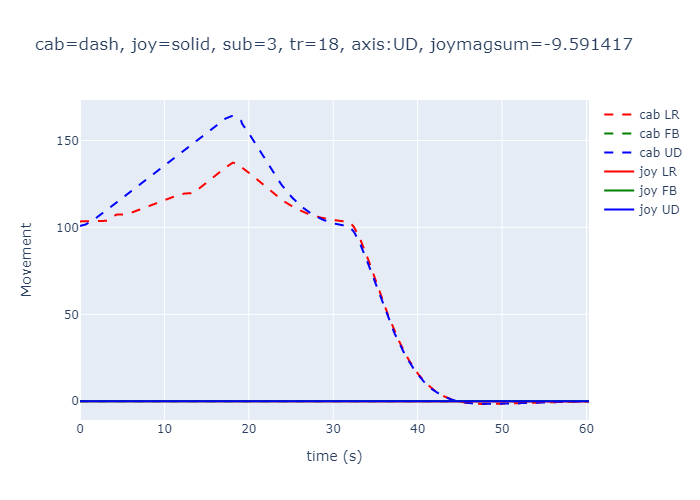 cab=dash, joy=solid, sub=3, tr=18, axis:UD, joymagsum=-9.591417
cab LR
cab FB
cab UD
joy LR
joy FB
joy UD
Movement
150
100
50
0
0 10 20 30 40 50 60
time (s)